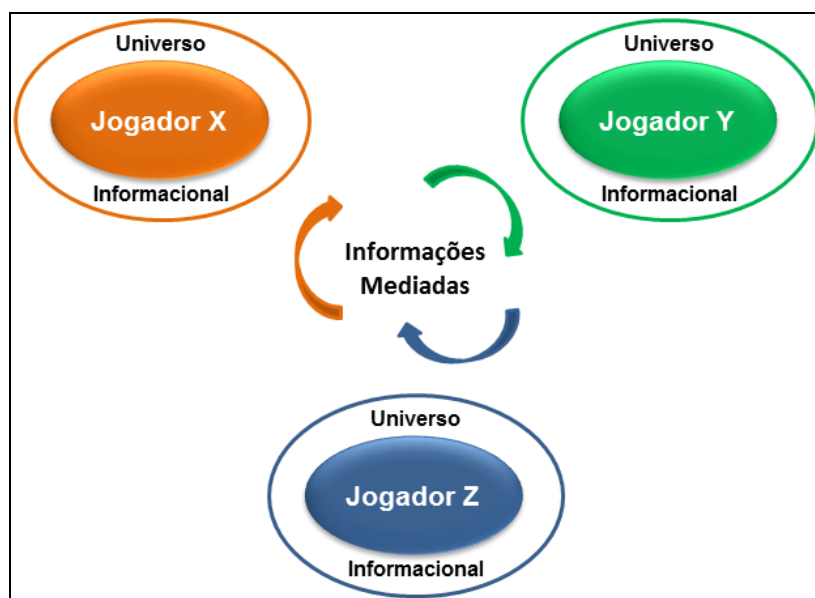 Universo
Jogador X
Informacional
Universo
Jogador Y
Informacional
Informações
Mediadas
Universo
Jogador Z
Informacional